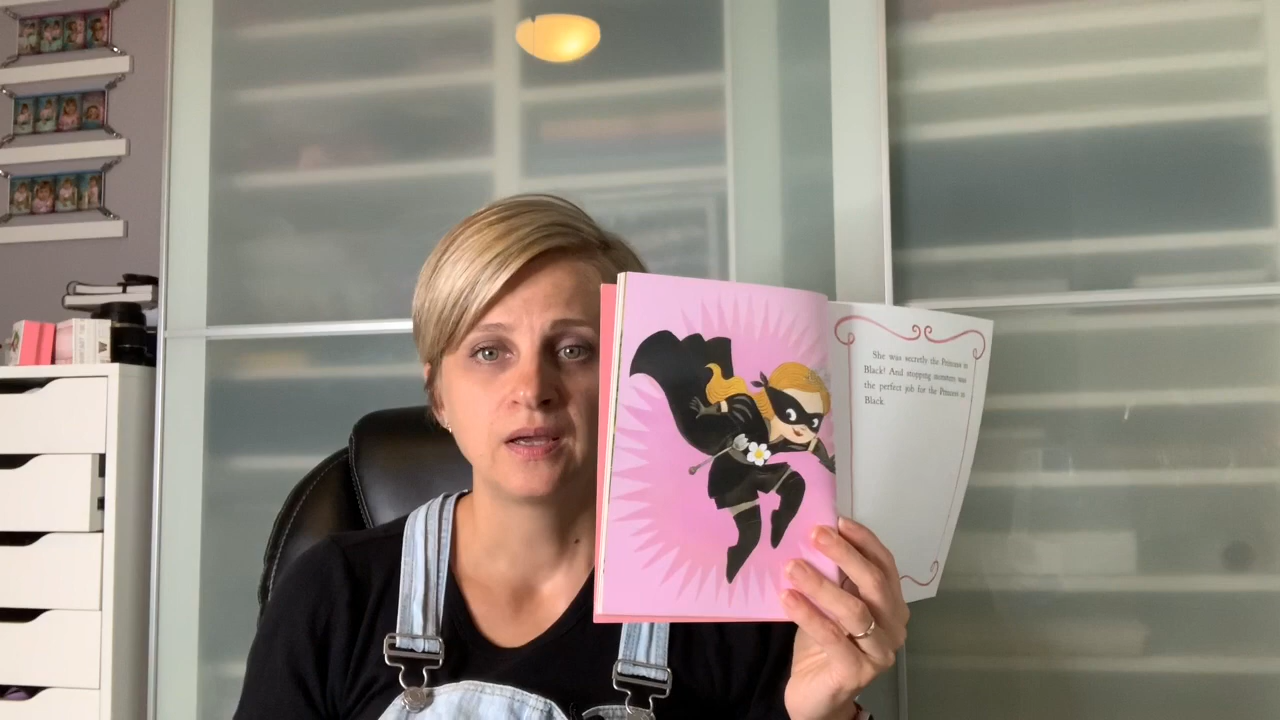 She was secretly the Princess in
Black! And stopping monsters was
the perfect job for the Princess in
Black.